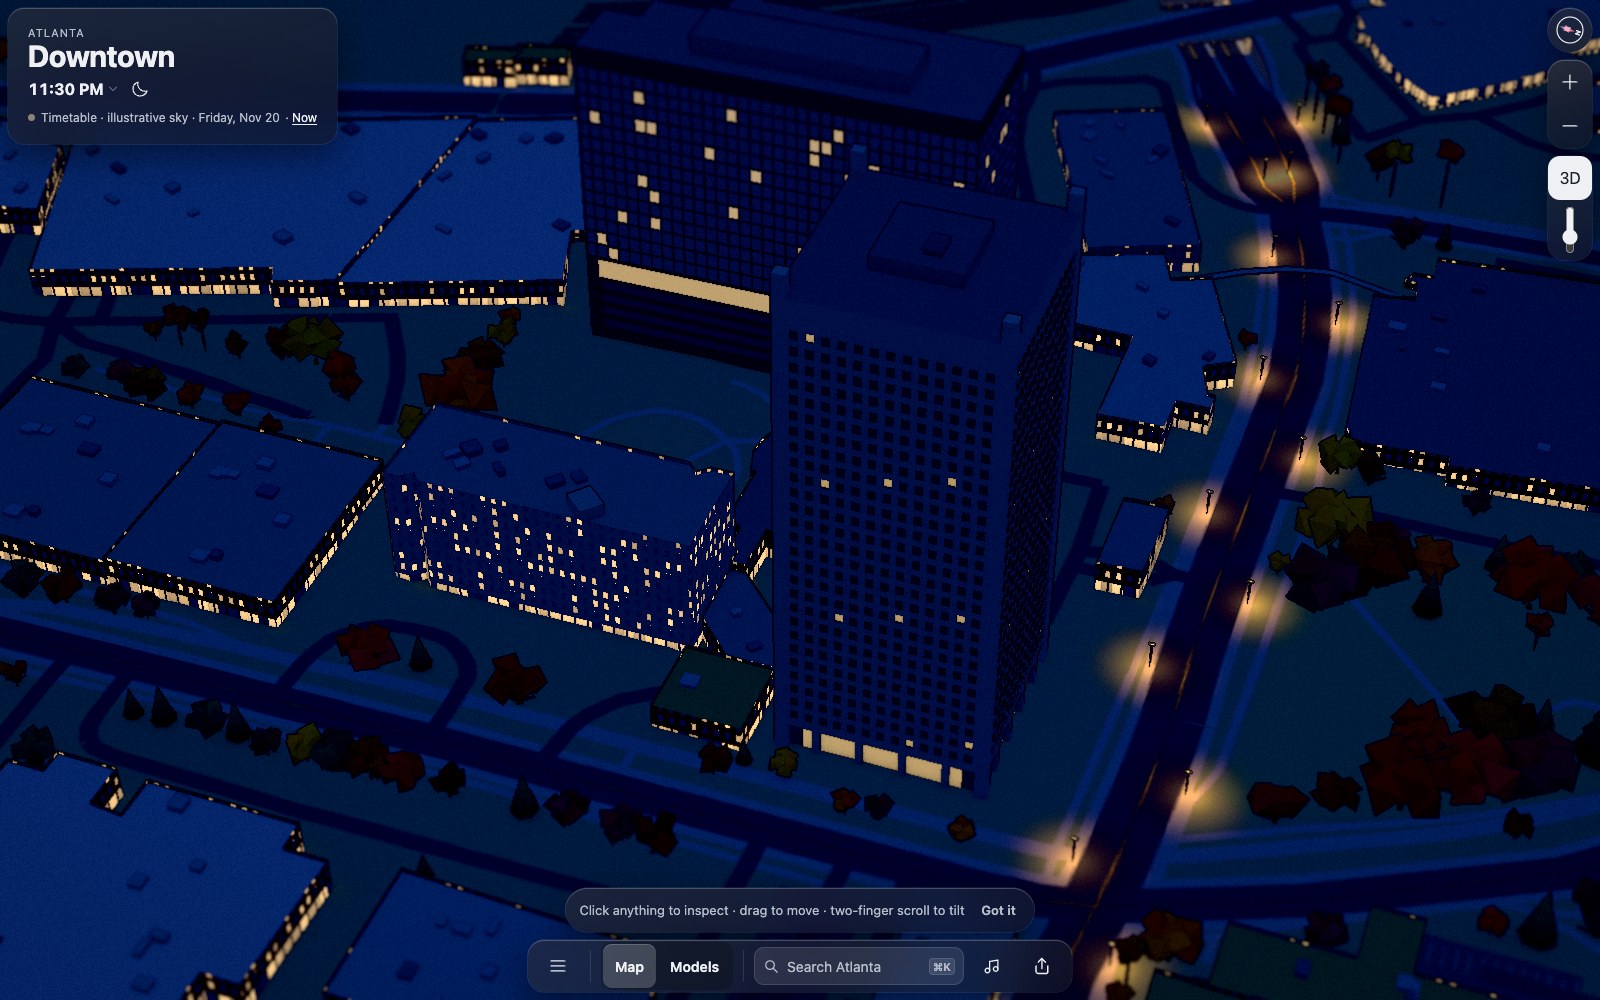 ATLANTA
Downtown
11:30 PM
Timetable · illustrative sky · Friday, Nov 20 · Now
N
+
−
3D
Click anything to inspect · drag to move · two-finger scroll to tilt Got it
Map Models Search Atlanta ⌘K